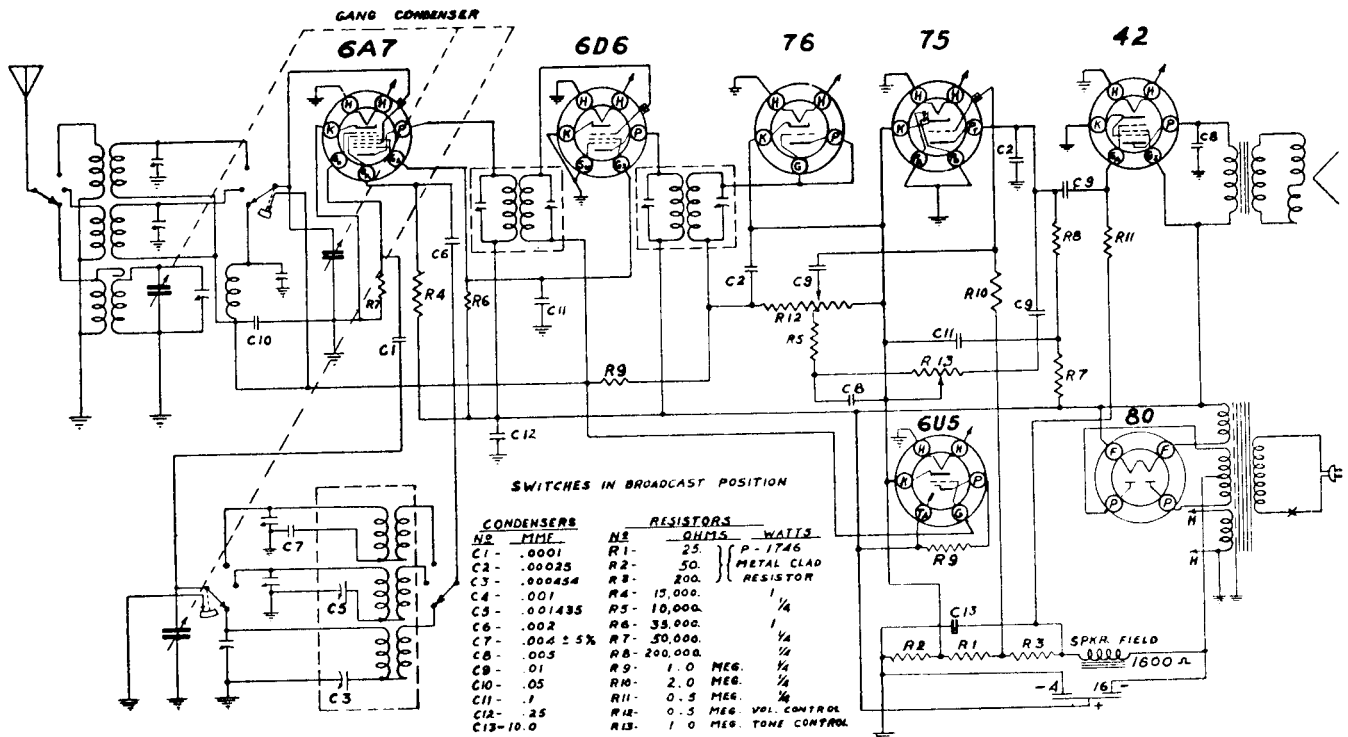 GANG CONDENSER
6A7
6D6
76
75
42
H H K P G
C6
R7
R4
R6
C11
C10
C1
C2
C9
R12
R5
C8
R9
C12
R10
C2
C9
C11
R13
C9
R8
R11
R7
C8
6U5
80
H H K P TA G
R9
F F P P
H
H
SWITCHES IN BROADCAST POSITION
C7
C5
C3
CONDENSERS RESISTORS
No MMF. No OHMS WATTS
C1 - .0001 R1 - 25. P - 1746
C2 - .00025 R2 - 50. METAL CLAD
C3 - .000454 R3 - 200. RESISTOR
C4 - .001 R4 - 15,000. 1
C5 - .001435 R5 - 10,000. 1/4
C6 - .002 R6 - 35,000. 1
C7 - .004 ± 5% R7 - 50,000. 1/4
C8 - .005 R8 - 200,000. 1/4
C9 - .01 R9 - 1.0 MEG. 1/4
C10 - .05 R10 - 2.0 MEG. 1/4
C11 - .1 R11 - 0.5 MEG. 1/4
C12 - .25 R12 - 0.5 MEG. VOL. CONTROL
C13 - 10.0 R13 - 1.0 MEG. TONE CONTROL
C13
R2 R1 R3
SPKR. FIELD
1600 Ω
-4 16 -
+